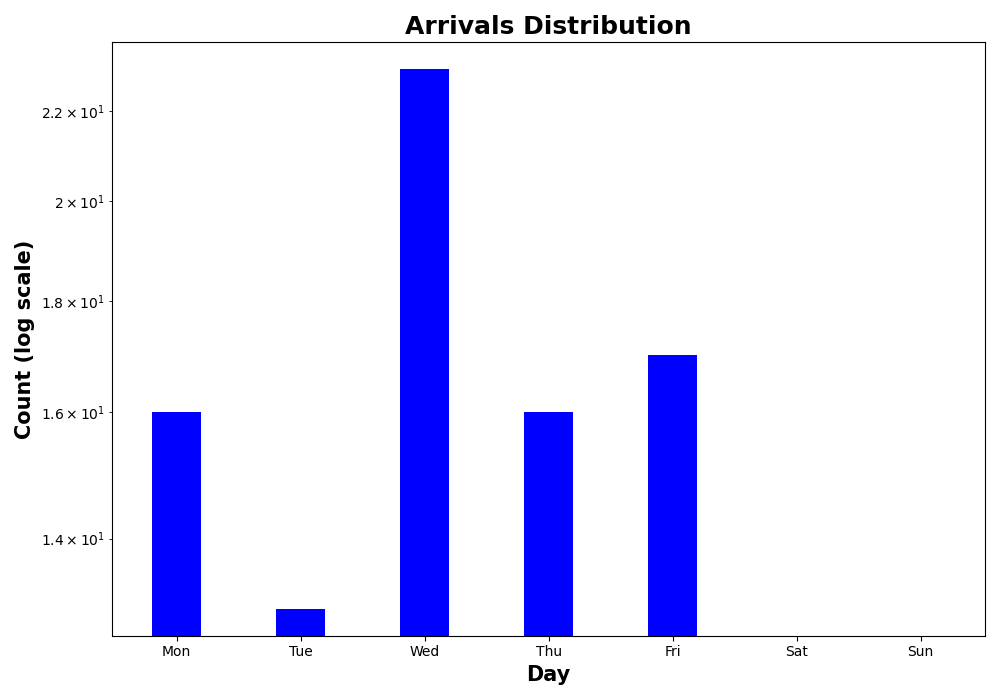 Arrivals Distribution
2.2 × 10¹
2 × 10¹
1.8 × 10¹
1.6 × 10¹
1.4 × 10¹
Count (log scale)
Mon Tue Wed Thu Fri Sat Sun
Day